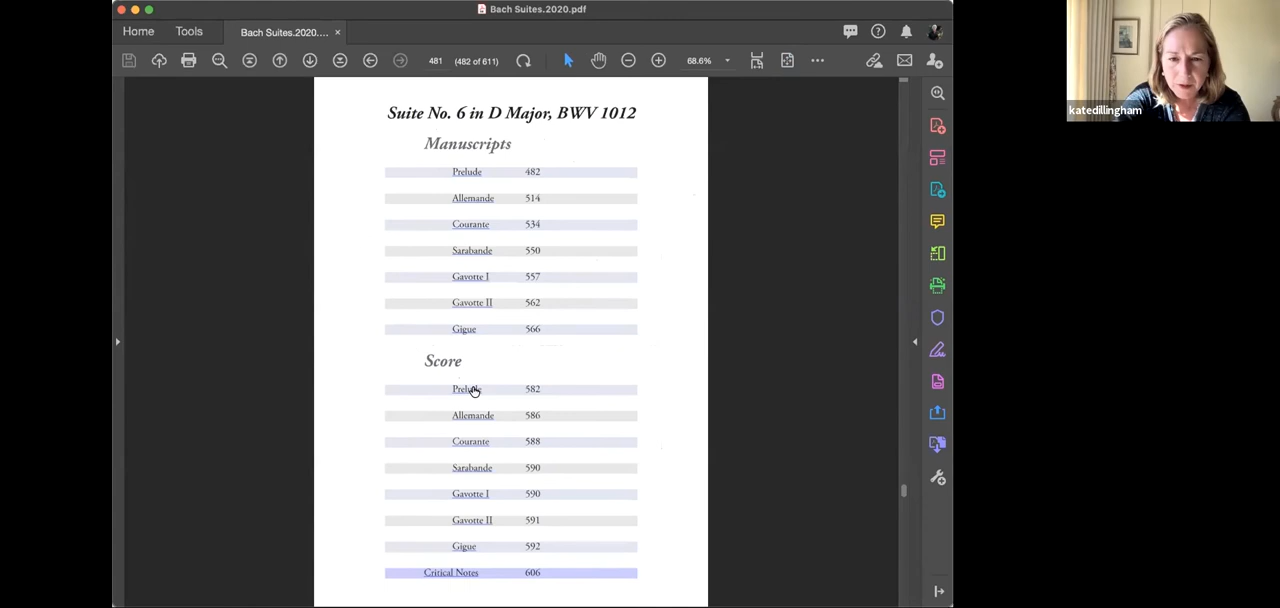 Bach Suites.2020.pdf
Home Tools Bach Suites.2020.... ×
481 (482 of 611) 68.6%
katedillingham
Suite No. 6 in D Major, BWV 1012
Manuscripts
Prelude 482
Allemande 514
Courante 534
Sarabande 550
Gavotte I 557
Gavotte II 562
Gigue 566
Score
Prelude 582
Allemande 586
Courante 588
Sarabande 590
Gavotte I 590
Gavotte II 591
Gigue 592
Critical Notes 606